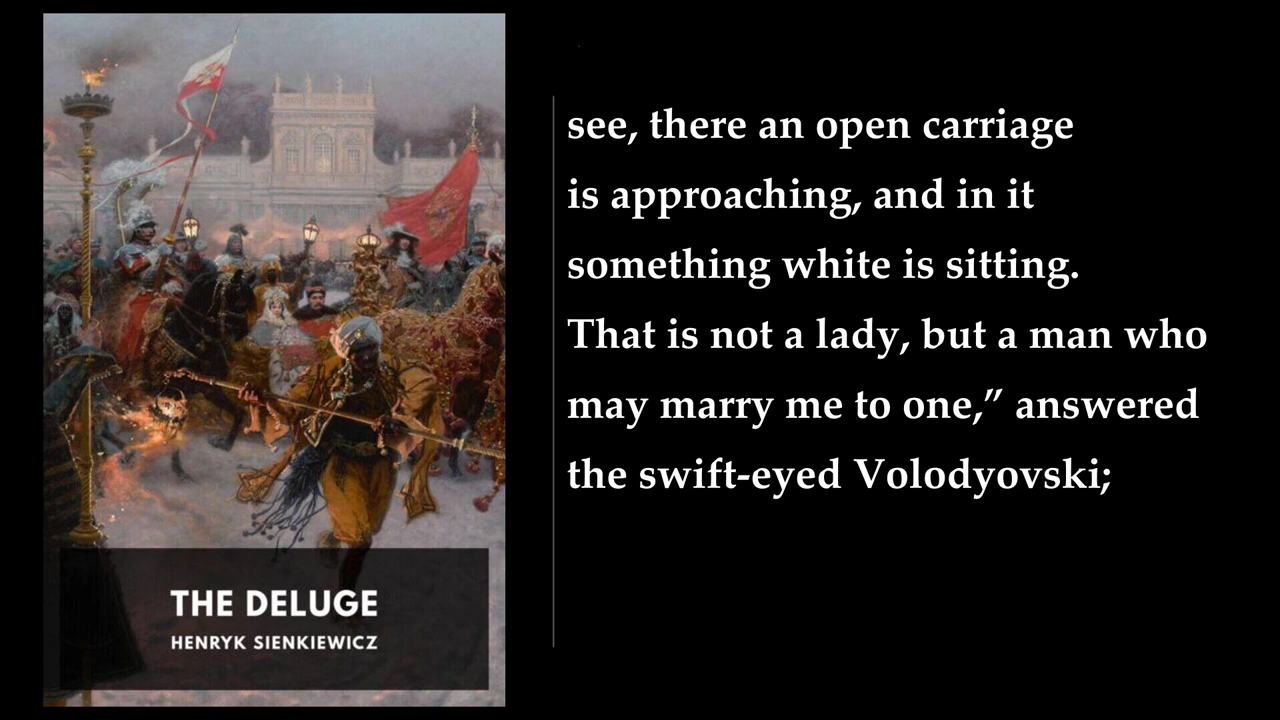 THE DELUGE
HENRYK SIENKIEWICZ
see, there an open carriage
is approaching, and in it
something white is sitting.
That is not a lady, but a man who
may marry me to one,” answered
the swift-eyed Volodyovski;